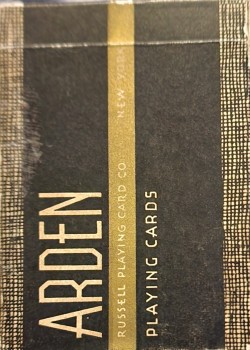 ARDEN
RUSSELL PLAYING CARD CO NEW YORK
PLAYING CARDS